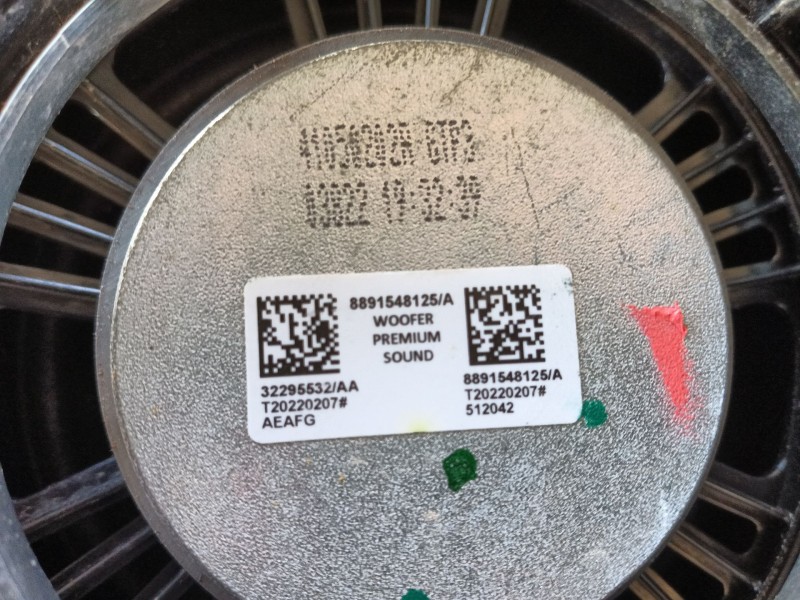 8891548125/A
WOOFER
PREMIUM
SOUND
32295532/AA
T20220207#
AEAFG
8891548125/A
T20220207#
512042